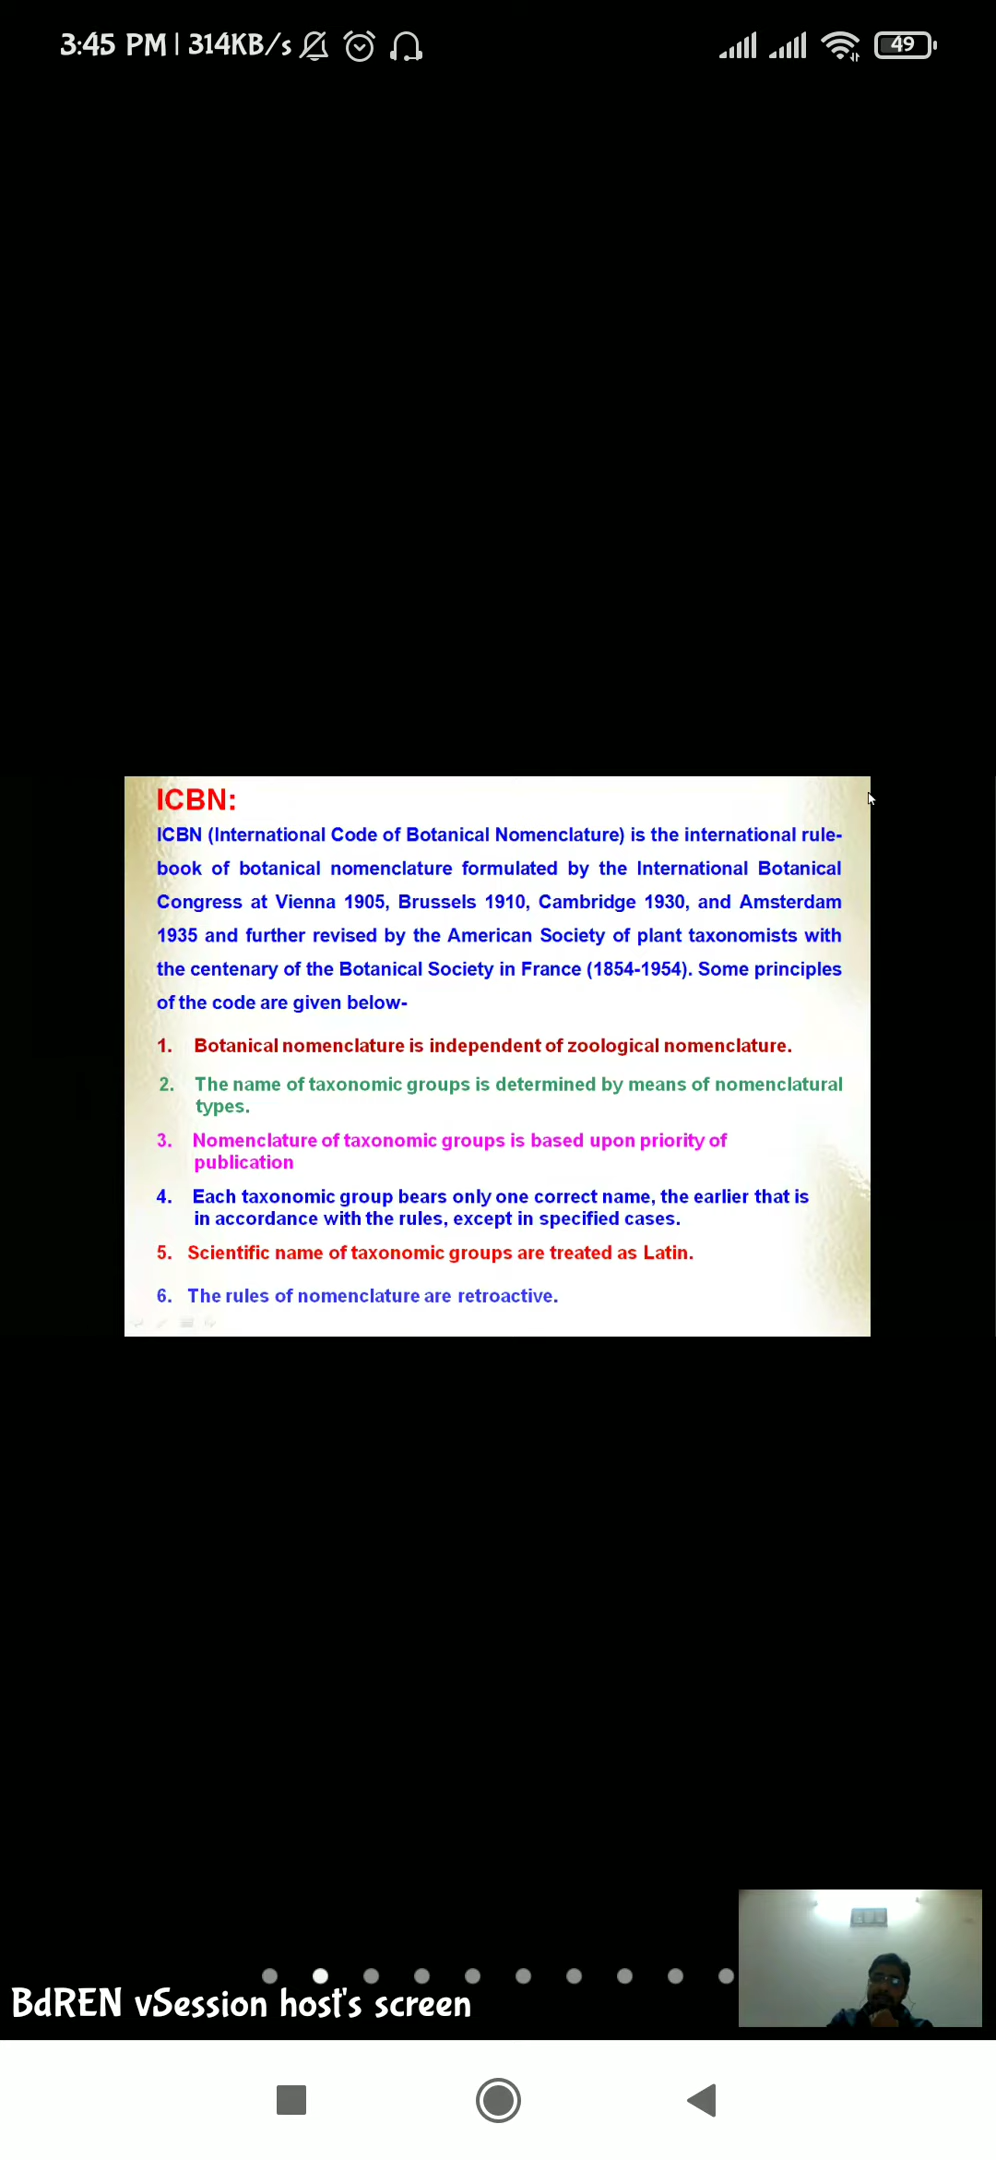 3:45 PM | 314KB/s
49
ICBN:
ICBN (International Code of Botanical Nomenclature) is the international rule-
book of botanical nomenclature formulated by the International Botanical
Congress at Vienna 1905, Brussels 1910, Cambridge 1930, and Amsterdam
1935 and further revised by the American Society of plant taxonomists with
the centenary of the Botanical Society in France (1854-1954). Some principles
of the code are given below-
1. Botanical nomenclature is independent of zoological nomenclature.
2. The name of taxonomic groups is determined by means of nomenclatural
types.
3. Nomenclature of taxonomic groups is based upon priority of
publication
4. Each taxonomic group bears only one correct name, the earlier that is
in accordance with the rules, except in specified cases.
5. Scientific name of taxonomic groups are treated as Latin.
6. The rules of nomenclature are retroactive.
BdREN vSession host's screen